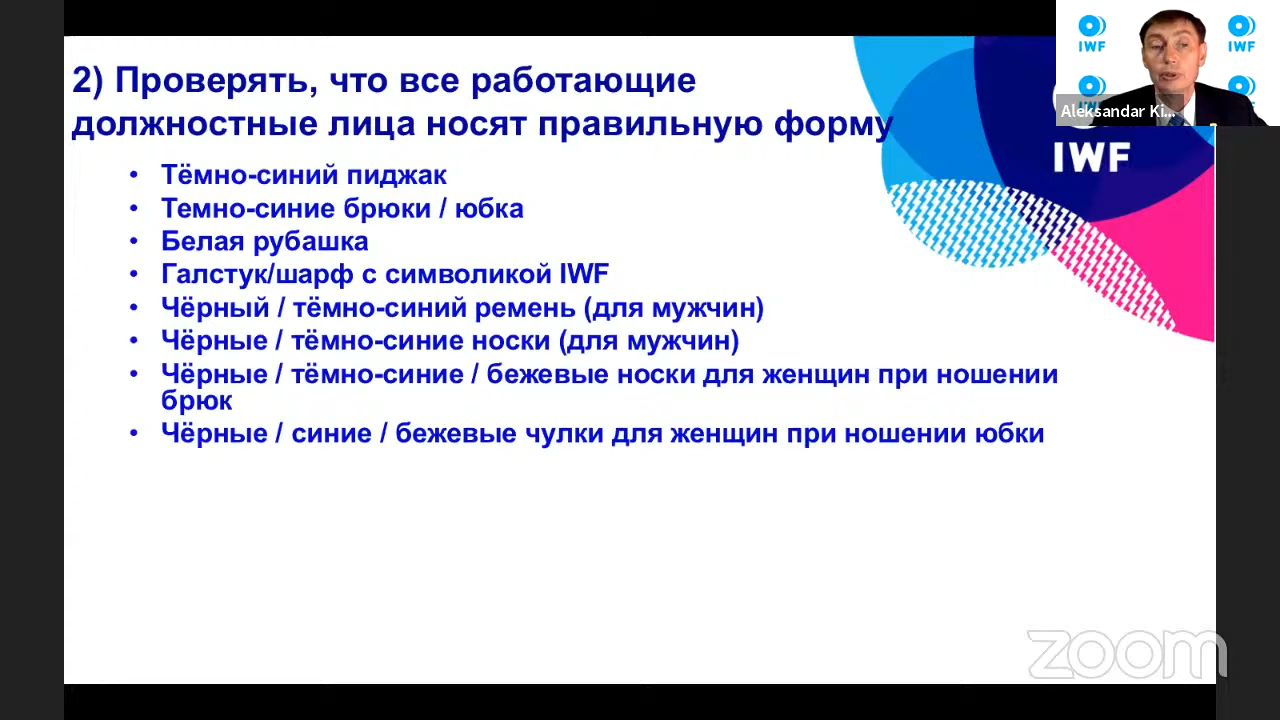 2) Проверять, что все работающие
должностные лица носят правильную форму
• Тёмно-синий пиджак
• Темно-синие брюки / юбка
• Белая рубашка
• Галстук/шарф с символикой IWF
• Чёрный / тёмно-синий ремень (для мужчин)
• Чёрные / тёмно-синие носки (для мужчин)
• Чёрные / тёмно-синие / бежевые носки для женщин при ношении
брюк
• Чёрные / синие / бежевые чулки для женщин при ношении юбки
IWF
IWF
IWF
IWF
Aleksandar Ki...
zoom